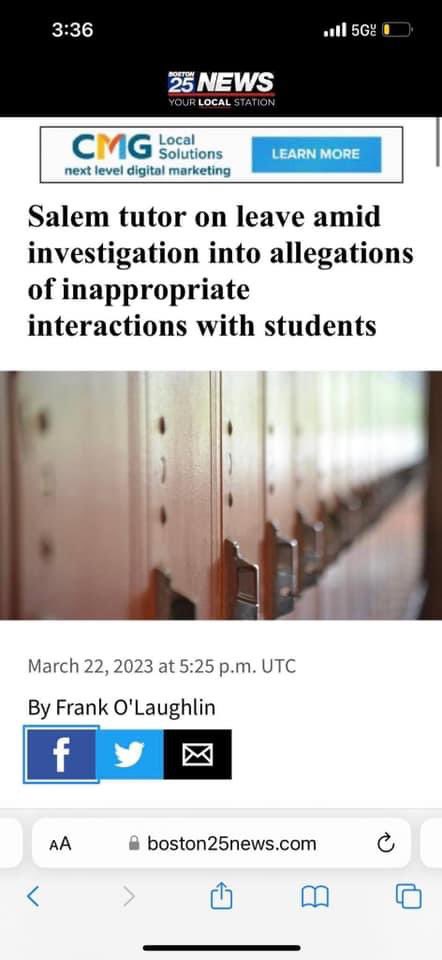 3:36
5G
BOSTON
25 NEWS
YOUR LOCAL STATION
CMG Local
Solutions
next level digital marketing
LEARN MORE
Salem tutor on leave amid
investigation into allegations
of inappropriate
interactions with students
March 22, 2023 at 5:25 p.m. UTC
By Frank O'Laughlin
AA
boston25news.com